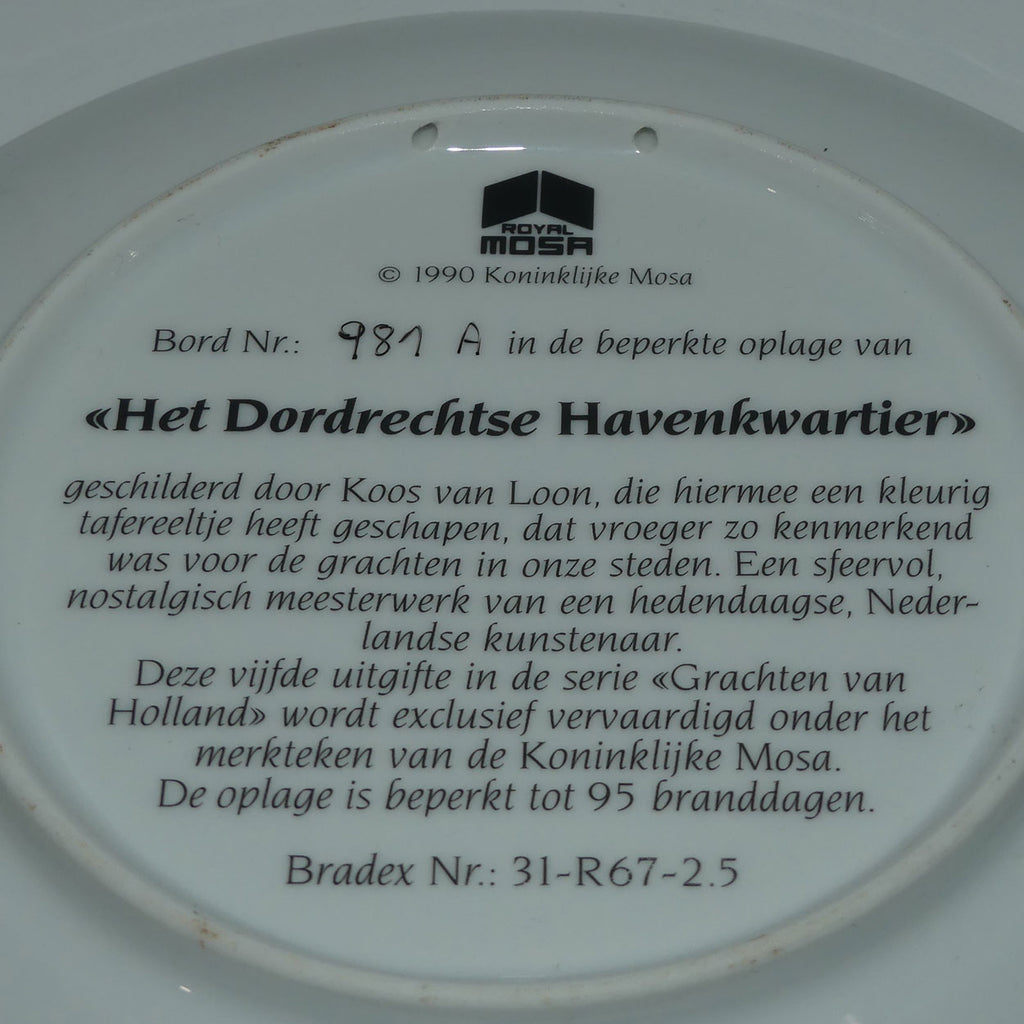 ROYAL
MOSA
© 1990 Koninklijke Mosa
Bord Nr.: 981 A in de beperkte oplage van
«Het Dordrechtse Havenkwartier»
geschilderd door Koos van Loon, die hiermee een kleurig
tafereeltje heeft geschapen, dat vroeger zo kenmerkend
was voor de grachten in onze steden. Een sfeervol,
nostalgisch meesterwerk van een hedendaagse, Neder-
landse kunstenaar.
Deze vijfde uitgifte in de serie «Grachten van
Holland» wordt exclusief vervaardigd onder het
merkteken van de Koninklijke Mosa.
De oplage is beperkt tot 95 branddagen.
Bradex Nr.: 31-R67-2.5